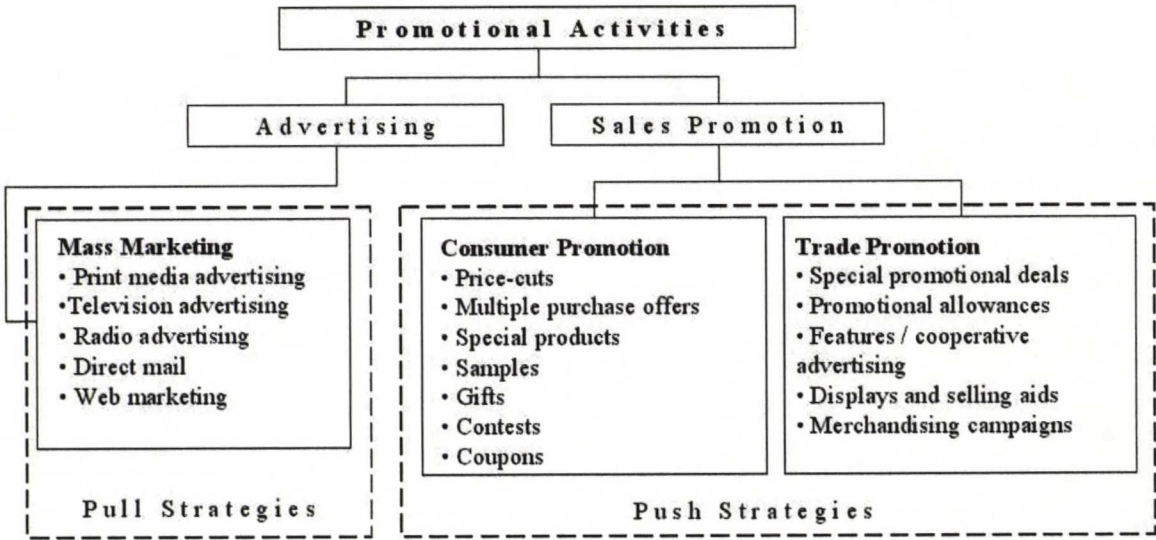 Promotional Activities
Advertising
Sales Promotion
Mass Marketing
• Print media advertising
•Television advertising
• Radio advertising
• Direct mail
• Web marketing
Pull Strategies
Consumer Promotion
• Price-cuts
• Multiple purchase offers
• Special products
• Samples
• Gifts
• Contests
• Coupons
Trade Promotion
• Special promotional deals
• Promotional allowances
• Features / cooperative
advertising
• Displays and selling aids
• Merchandising campaigns
Push Strategies